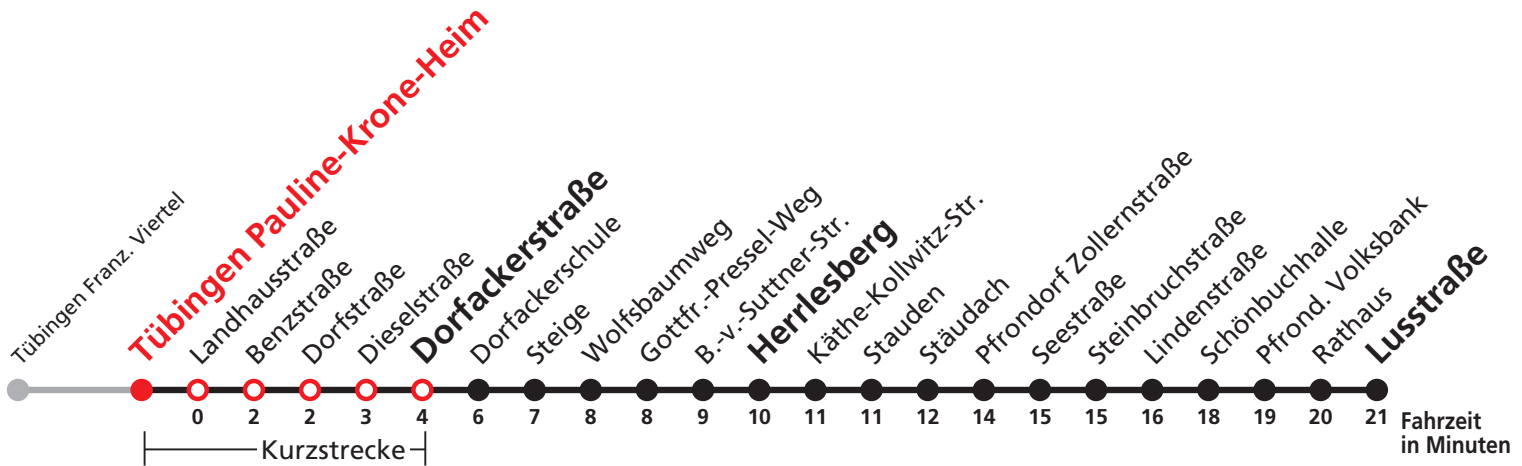 Tübingen Franz. Viertel
Tübingen Pauline-Krone-Heim
Landhausstraße
Benzstraße
Dorfstraße
Dieselstraße
Dorfackerstraße
Dorfackerschule
Steige
Wolfsbaumweg
Gottfr.-Pressel-Weg
B.-v.-Suttner-Str.
Herrlesberg
Käthe-Kollwitz-Str.
Stauden
Stäudach
Pfrondorf Zollernstraße
Seestraße
Steinbruchstraße
Lindenstraße
Schönbuchhalle
Pfrond. Volksbank
Rathaus
Lusstraße
0 2 2 3 4 6 7 8 8 9 10 11 11 12 14 15 15 16 18 19 20 21
Fahrzeit
in Minuten
Kurzstrecke